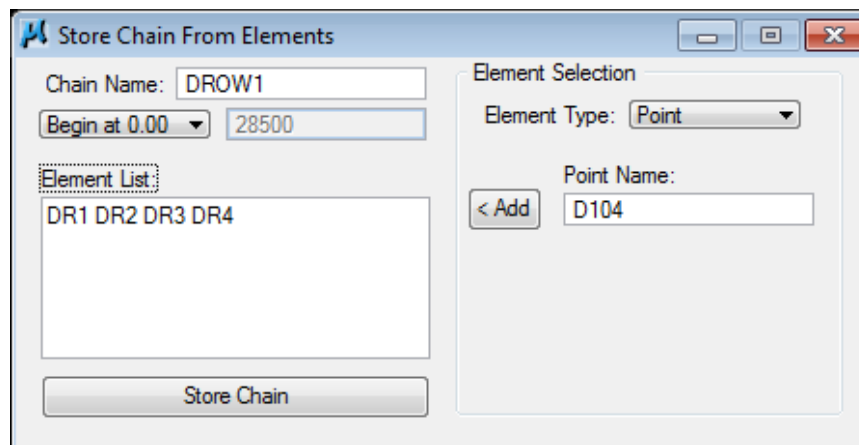 Store Chain From Elements
Chain Name: DROW1
Begin at 0.00 28500
Element List:
DR1 DR2 DR3 DR4
Store Chain
Element Selection
Element Type: Point
Point Name:
< Add D104